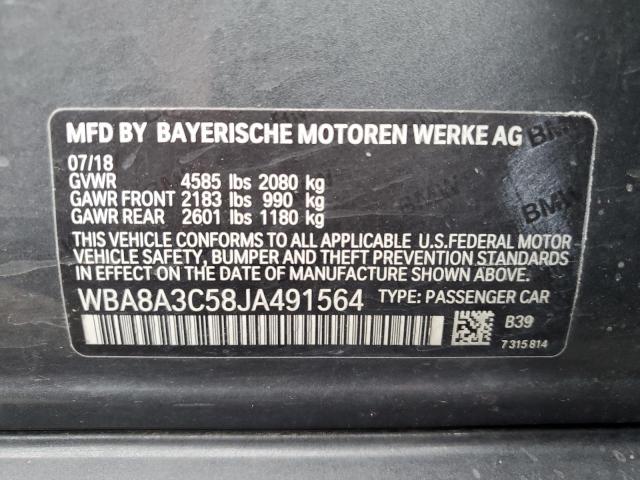 MFD BY BAYERISCHE MOTOREN WERKE AG
07/18
GVWR 4585 lbs 2080 kg
GAWR FRONT 2183 lbs 990 kg
GAWR REAR 2601 lbs 1180 kg
THIS VEHICLE CONFORMS TO ALL APPLICABLE U.S.FEDERAL MOTOR
VEHICLE SAFETY, BUMPER AND THEFT PREVENTION STANDARDS
IN EFFECT ON THE DATE OF MANUFACTURE SHOWN ABOVE.
WBA8A3C58JA491564 TYPE: PASSENGER CAR
B39
7 315 814
BMW
BMW
BMW